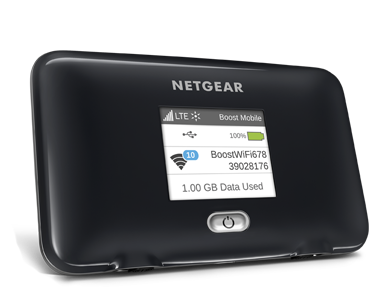 NETGEAR
LTE Boost Mobile
100%
10
BoostWiFi678
39028176
1.00 GB Data Used